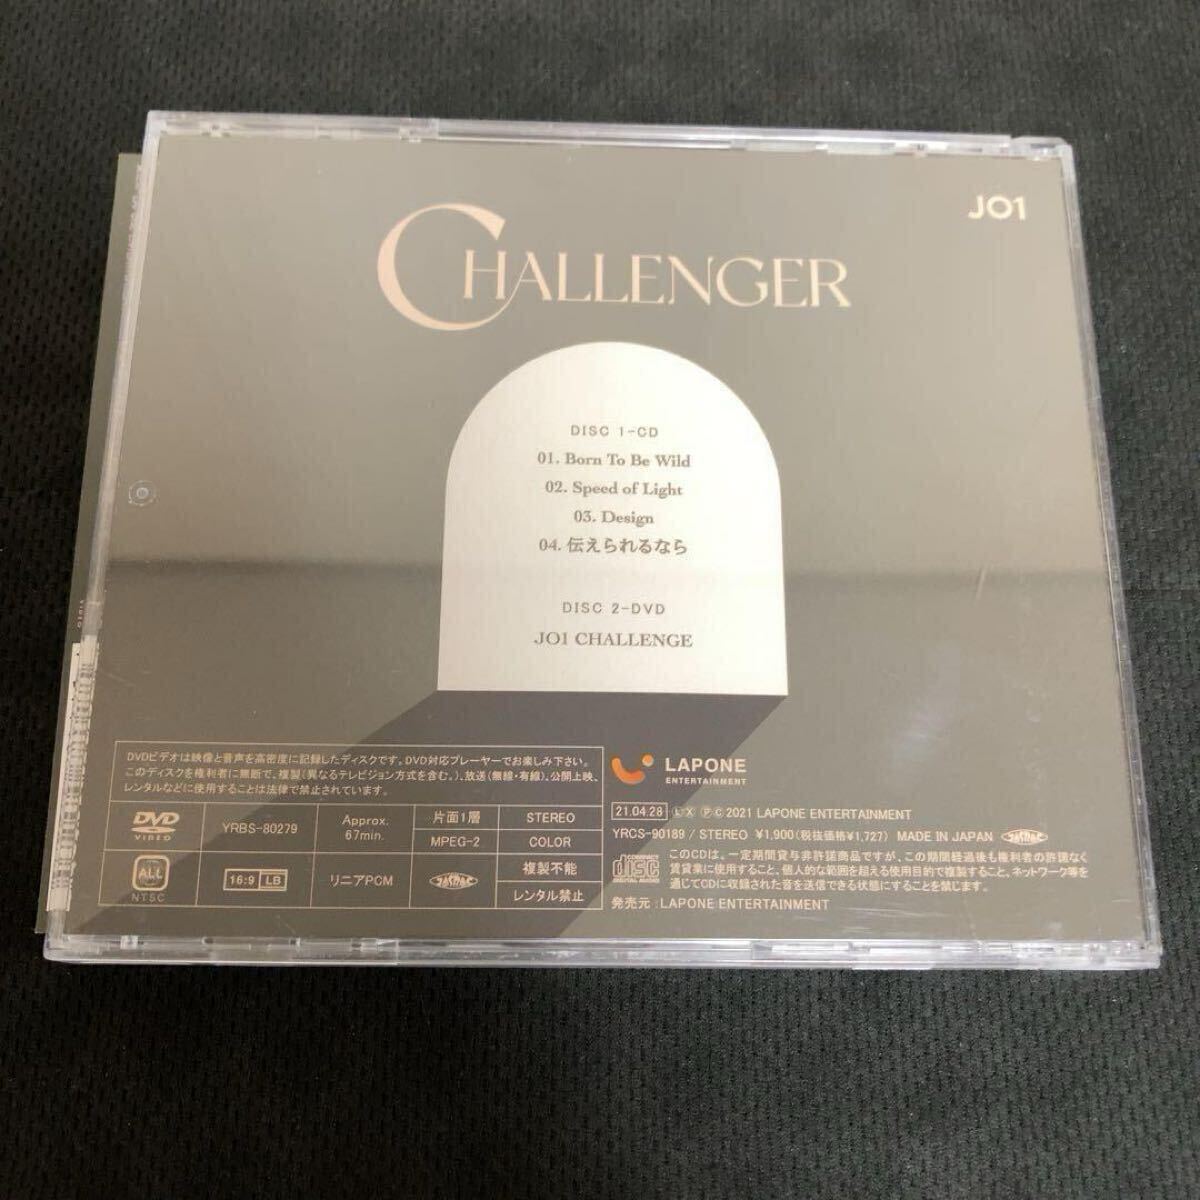 JO1
CHALLENGER
DISC 1-CD
01. Born To Be Wild
02. Speed of Light
03. Design
04. 伝えられるなら
DISC 2-DVD
JO1 CHALLENGE
DVDビデオは映像と音声を高密度に記録したディスクです。DVD対応プレーヤーでお楽しみ下さい。
このディスクを権利者に無断で、複製(異なるテレビジョン方式を含む。)、放送(無線・有線)、公開上映、
レンタルなどに使用することは法律で禁止されています。
DVD
VIDEO
YRBS-80279
Approx.
67min.
片面1層
STEREO
MPEG-2
COLOR
ALL
NTSC
16:9 LB
リニアPCM
JASRAC
複製不能
レンタル禁止
LAPONE
ENTERTAINMENT
21.04.28 LX PC 2021 LAPONE ENTERTAINMENT
YRCS-90189 / STEREO ¥1,900(税抜価格¥1,727) MADE IN JAPAN JASRAC
COMPACT
disc
DIGITAL AUDIO
このCDは、一定期間貸与非許諾商品ですが、この期間経過後も権利者の許諾なく
賃貸業に使用すること、個人的な範囲を超える使用目的で複製すること、ネットワーク等を
通じてCDに収録された音を送信できる状態にすることを禁じます。
発売元:LAPONE ENTERTAINMENT